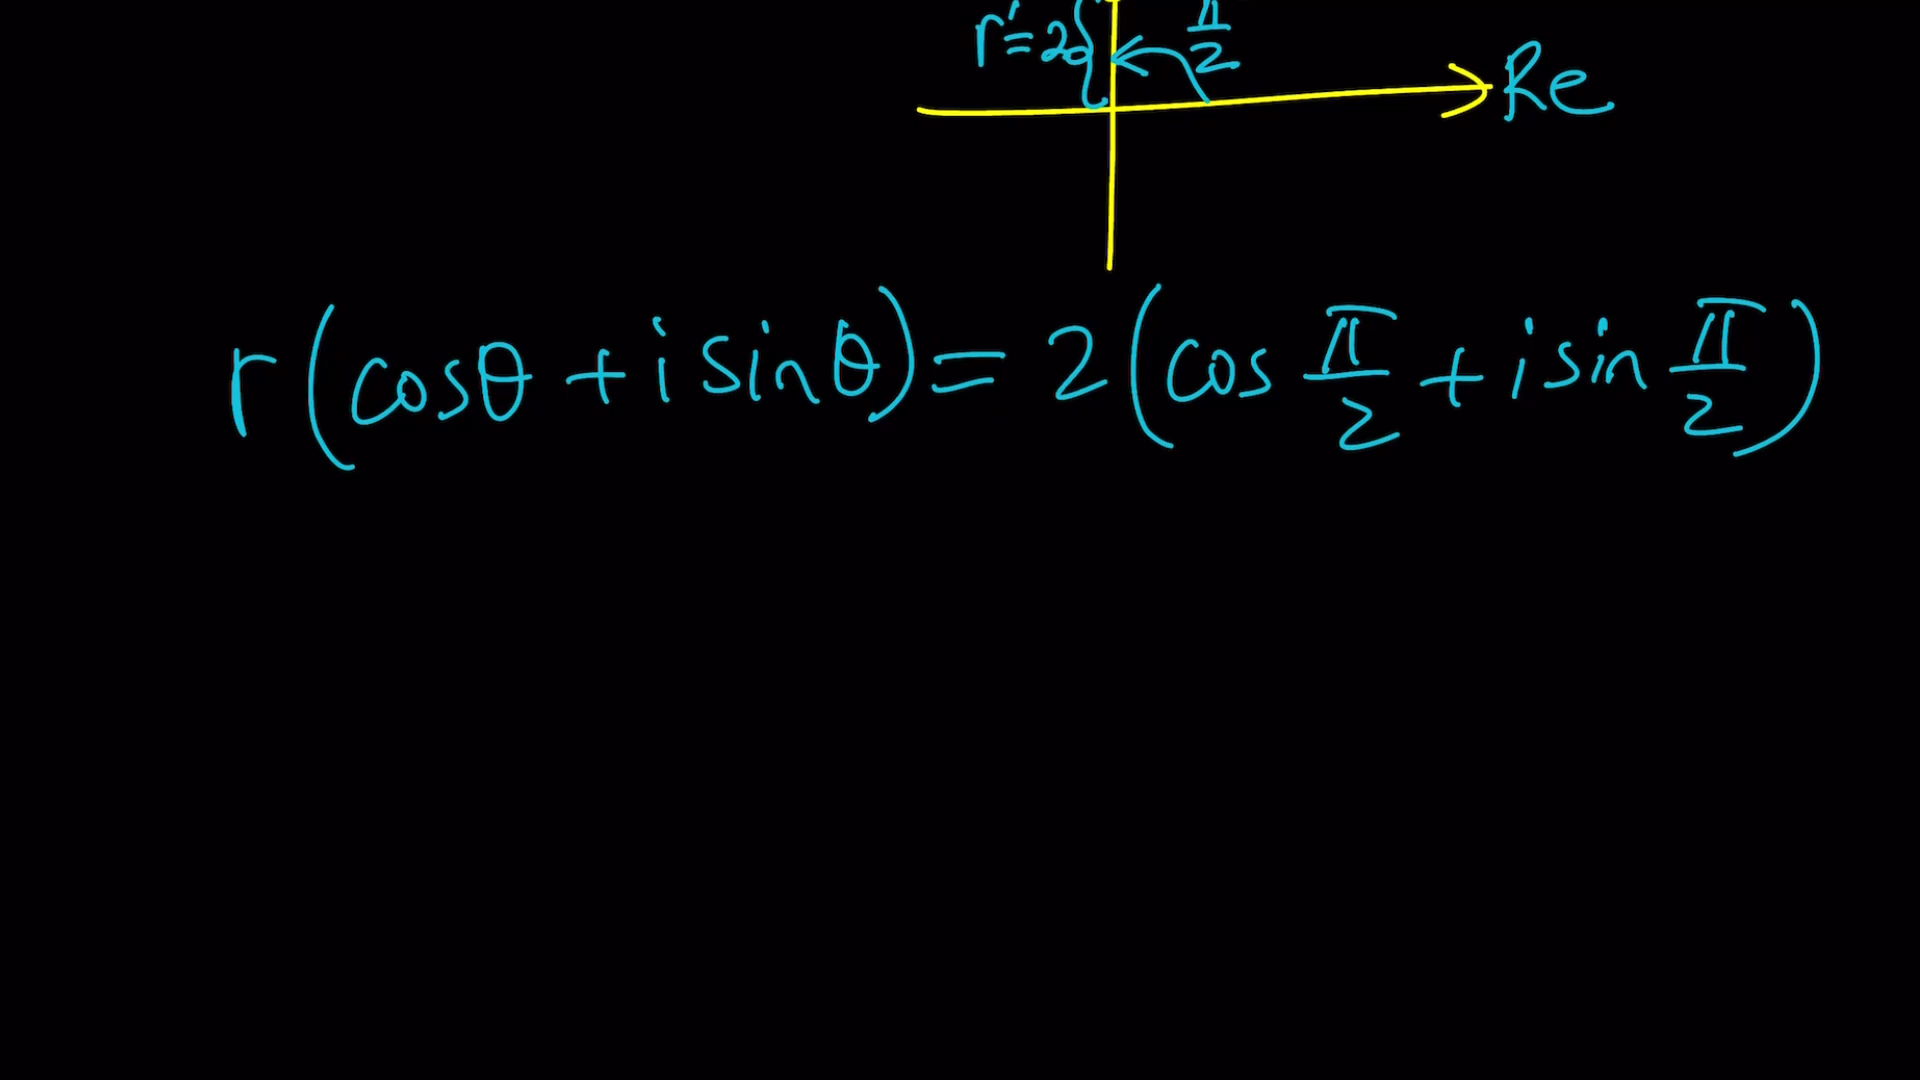 r'=2 π/2 Re
r(cosθ + i sinθ) = 2(cos π/2 + i sin π/2)